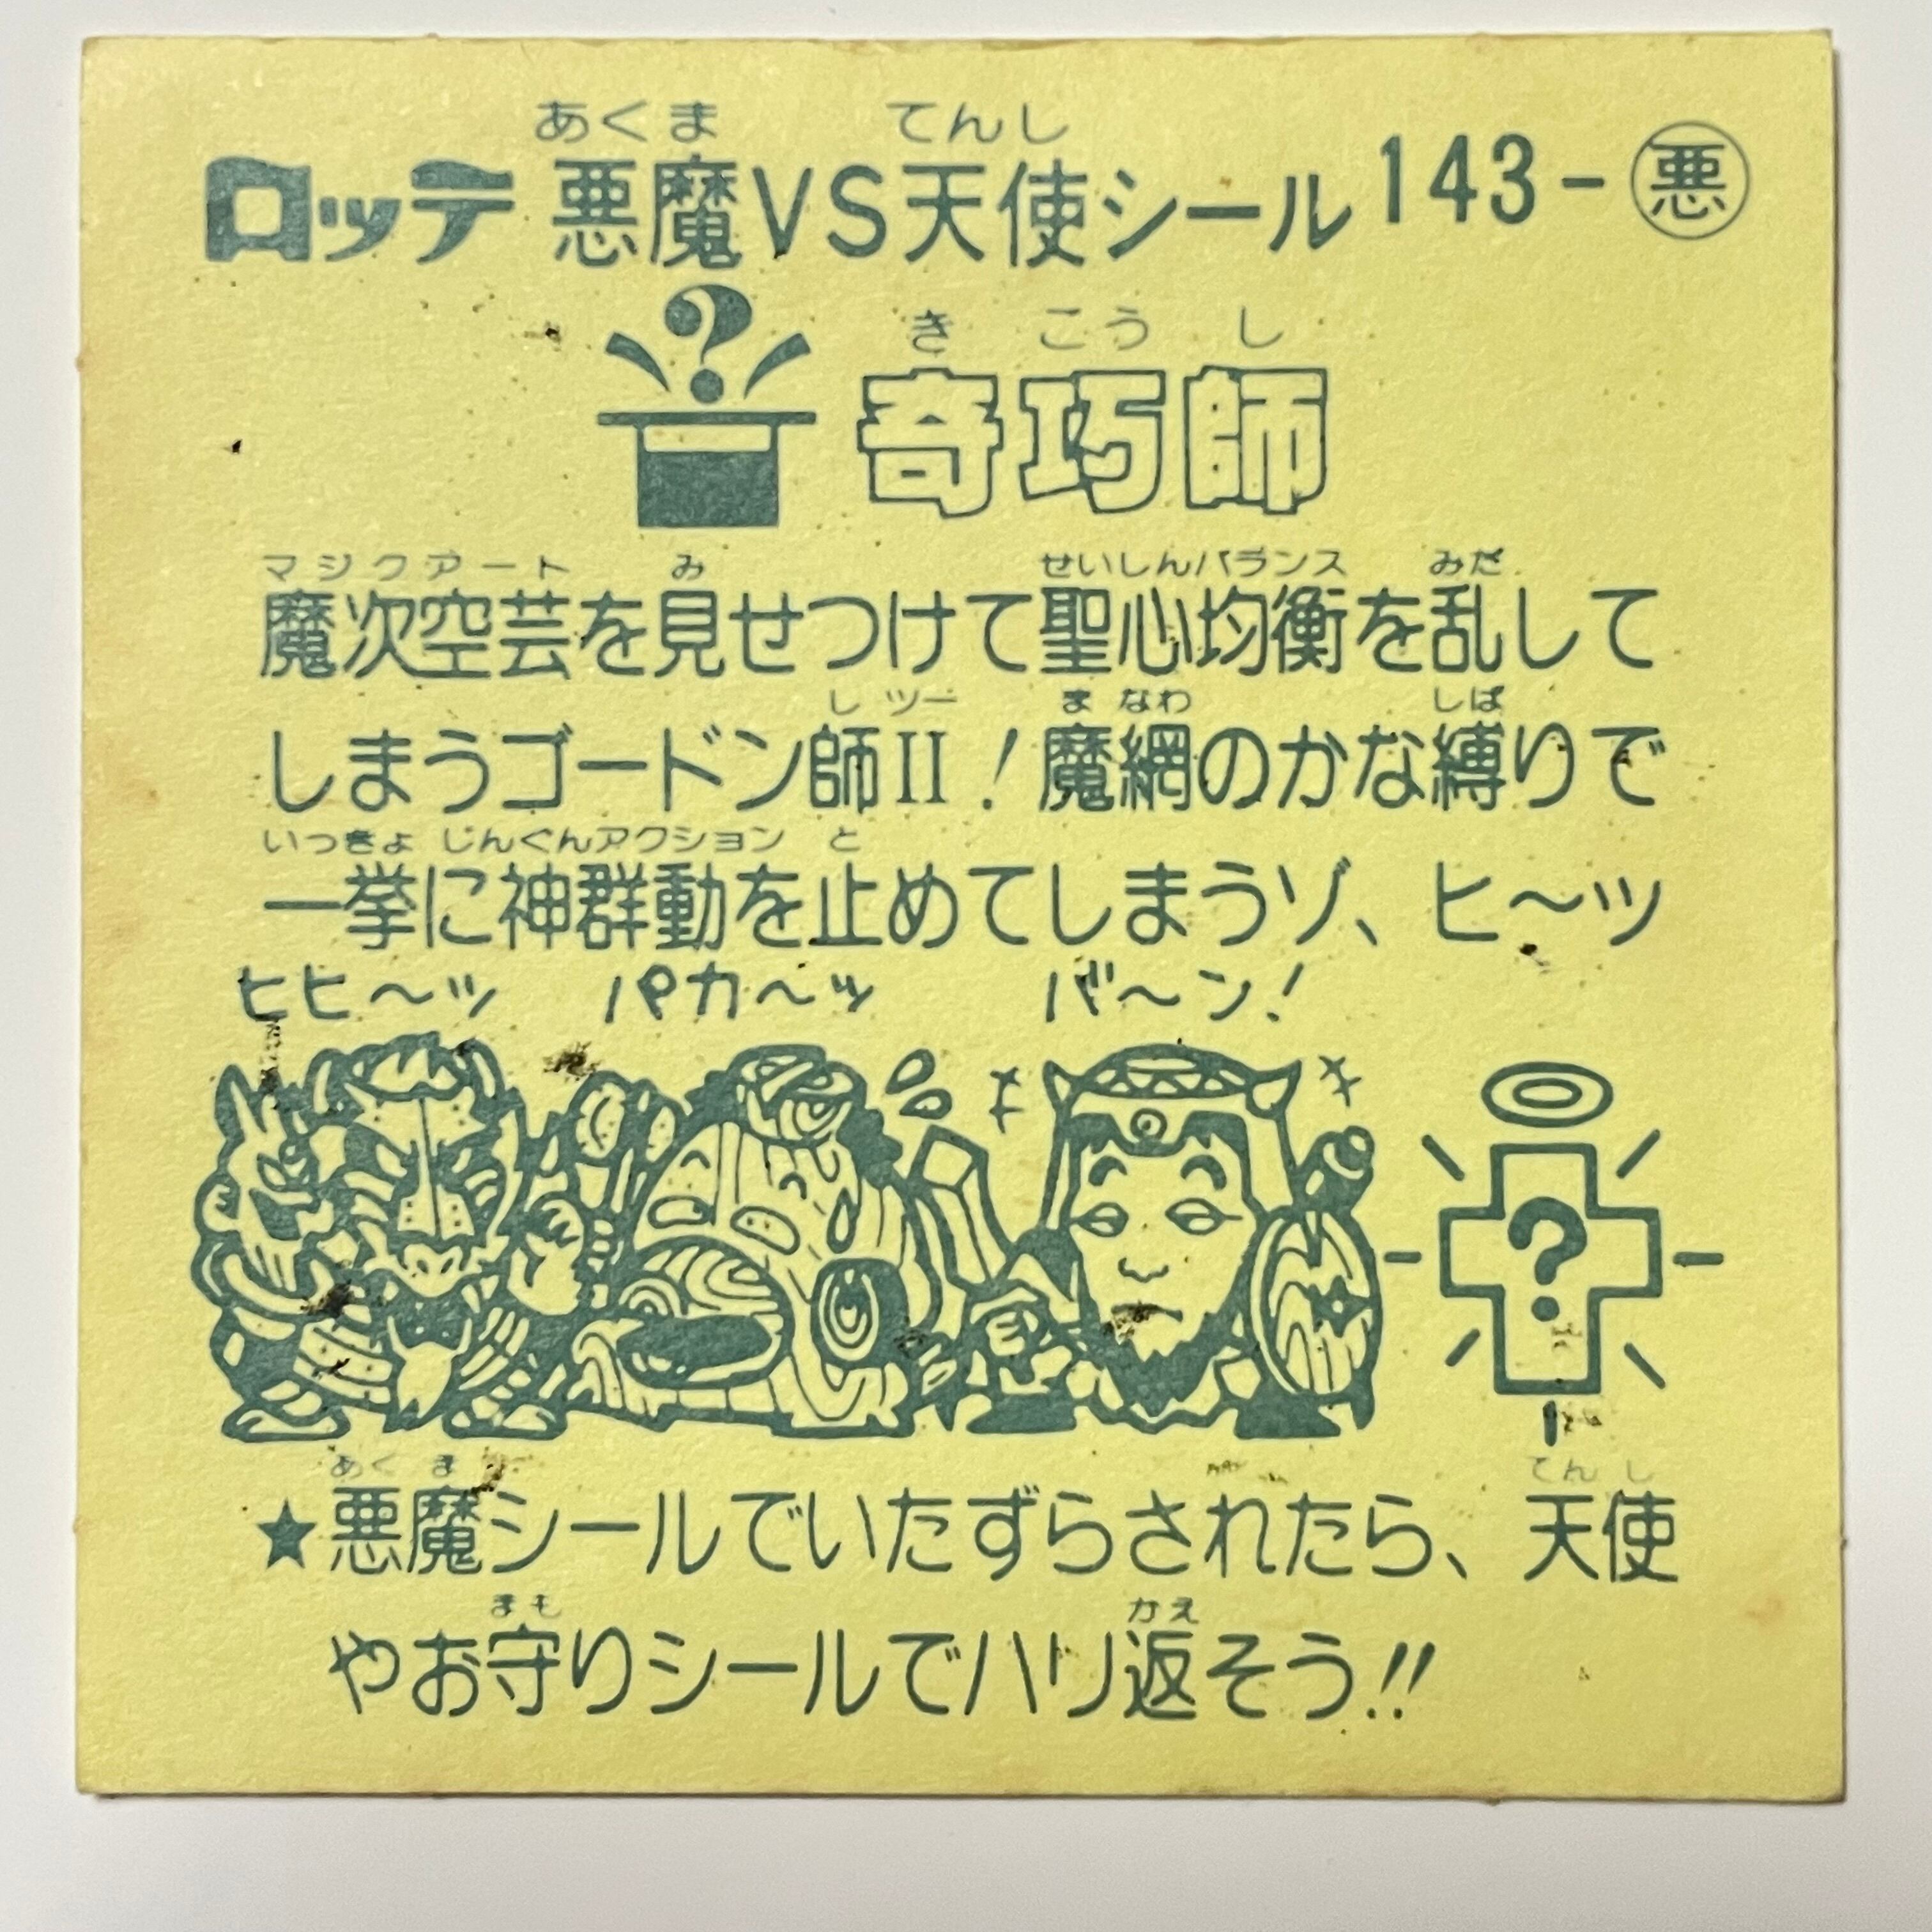 あくま てんし
ロッテ 悪魔VS天使シール 143-悪
?
きこうし
奇巧師
マジックアート み せいしんバランス みだ
魔次空芸を見せつけて聖心均衡を乱して
し ツー ま なわ しば
しまうゴードン師II!魔網のかな縛りで
いっきょ じんぐんアクション と
一挙に神群動を止めてしまうゾ、ヒ〜ッ
ヒヒ〜ッ パカ〜ッ バ〜ン!
?
あくま てんし
★悪魔シールでいたずらされたら、天使
まも かえ
やお守りシールでハリ返そう!!